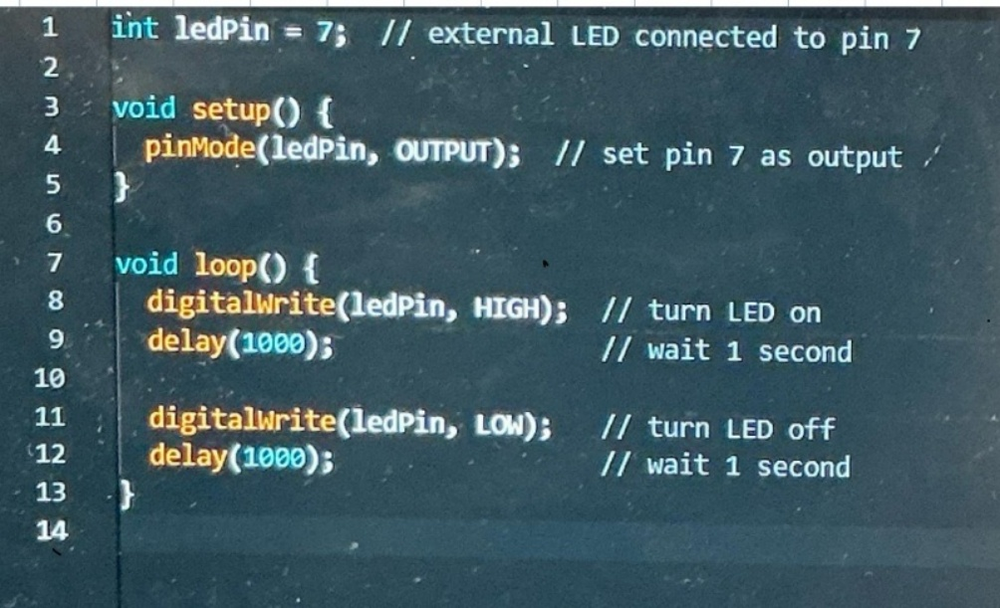 1 int ledPin = 7; // external LED connected to pin 7
2
3 void setup() {
4 pinMode(ledPin, OUTPUT); // set pin 7 as output
5 }
6
7 void loop() {
8 digitalWrite(ledPin, HIGH); // turn LED on
9 delay(1000); // wait 1 second
10
11 digitalWrite(ledPin, LOW); // turn LED off
12 delay(1000); // wait 1 second
13 }
14